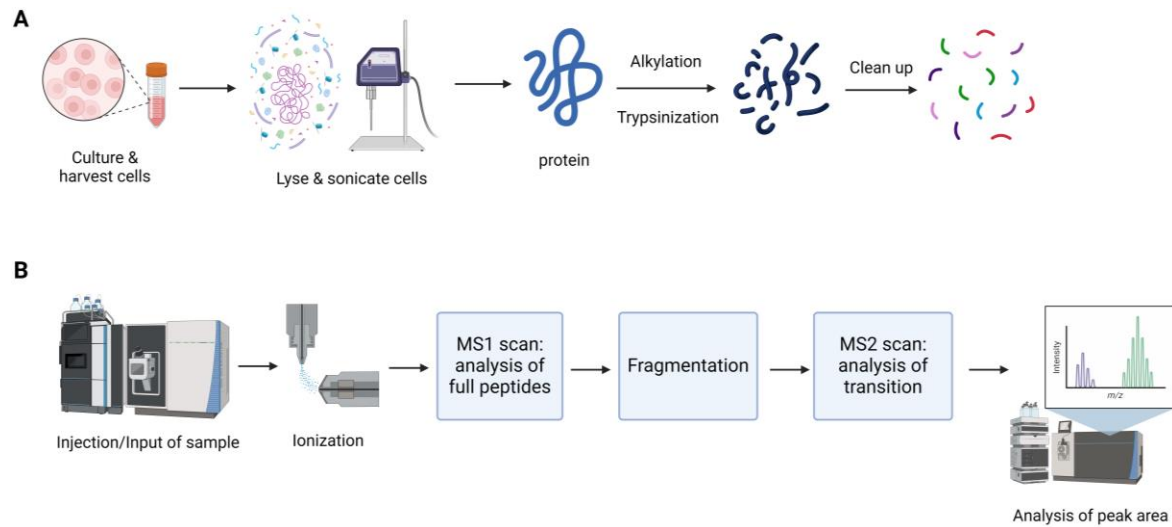 A
Culture &
harvest cells
Lyse & sonicate cells
protein
Alkylation
Trypsinization
Clean up
B
Injection/Input of sample
Ionization
MS1 scan:
analysis of
full peptides
Fragmentation
MS2 scan:
analysis of
transition
Intensity
m/z
Analysis of peak area